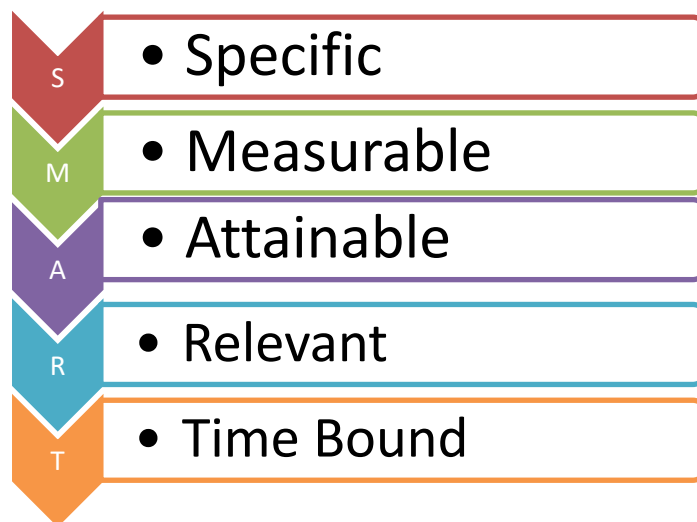 S
• Specific
M
• Measurable
A
• Attainable
R
• Relevant
T
• Time Bound